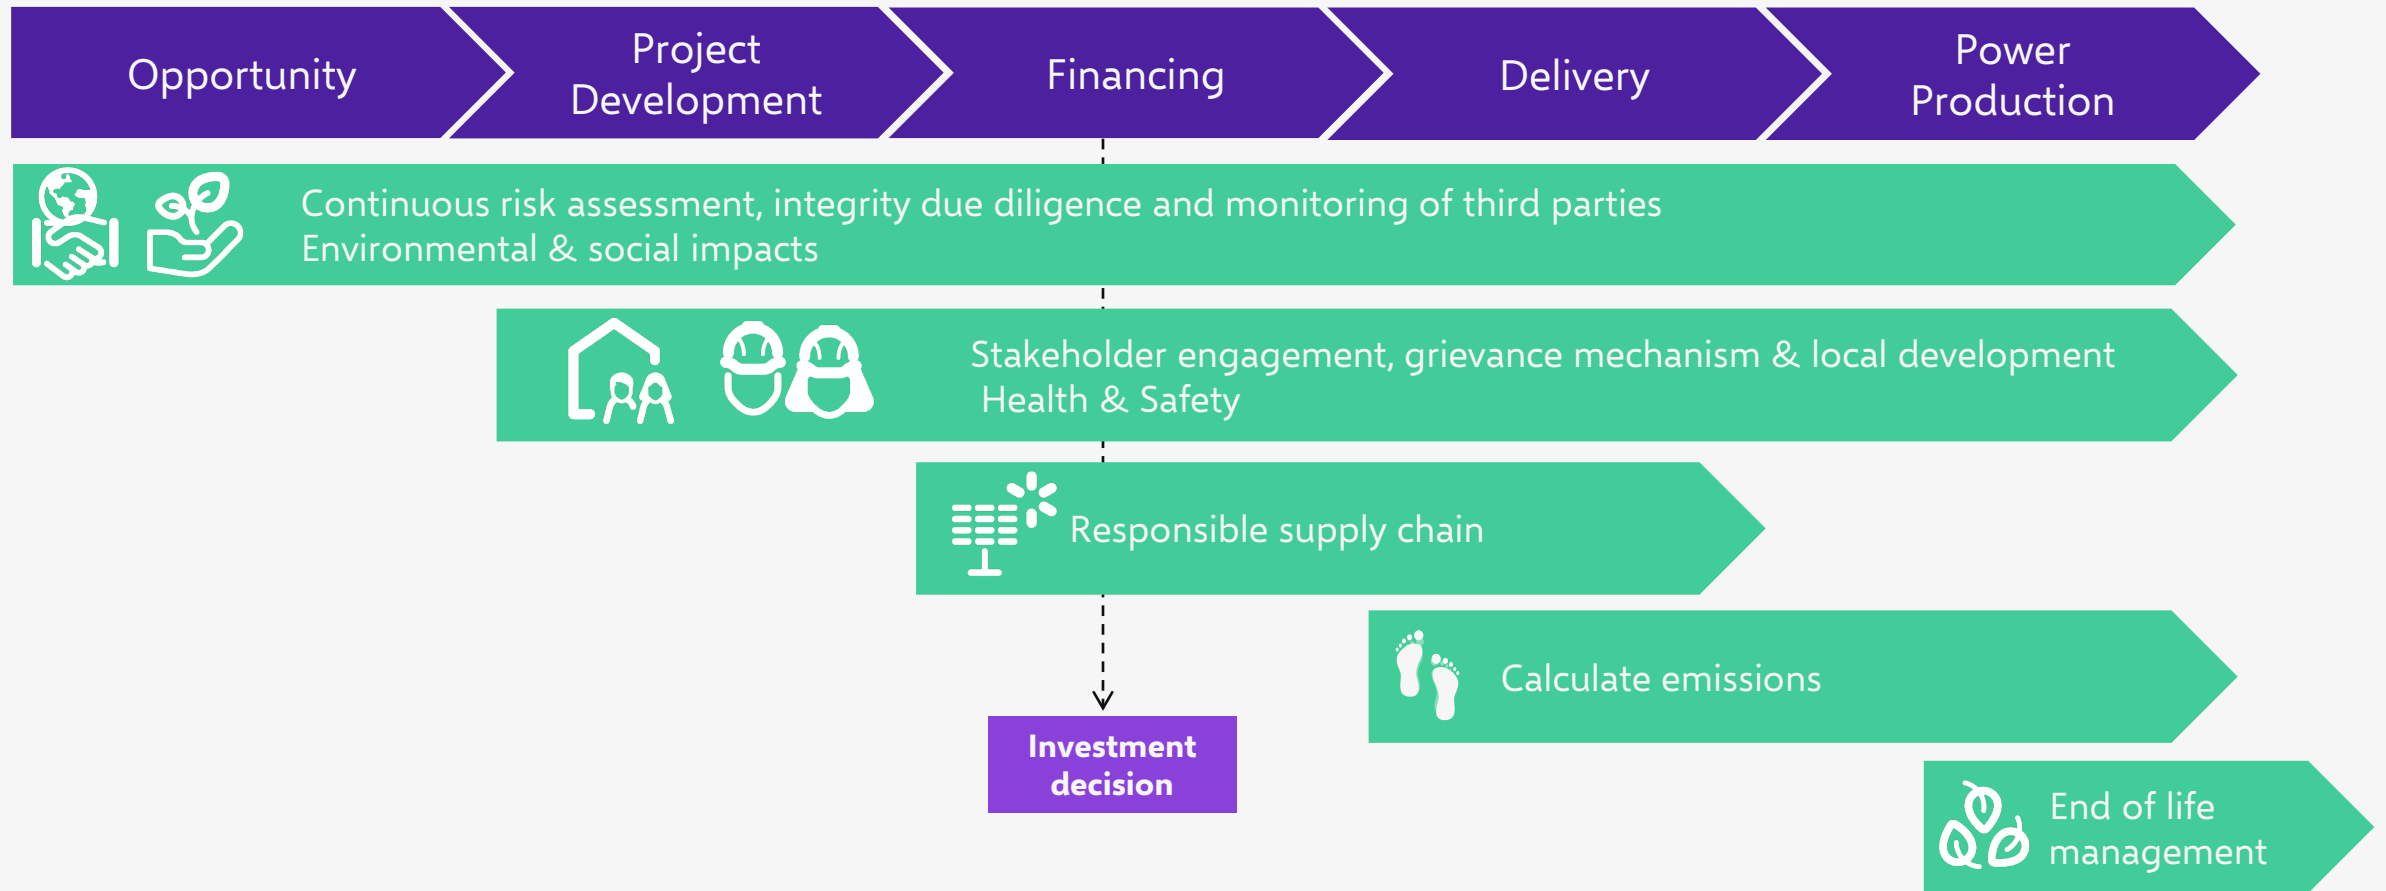 Opportunity
Project
Development
Financing
Delivery
Power
Production
Continuous risk assessment, integrity due diligence and monitoring of third parties
Environmental & social impacts
Stakeholder engagement, grievance mechanism & local development
Health & Safety
Responsible supply chain
Calculate emissions
Investment
decision
End of life
management